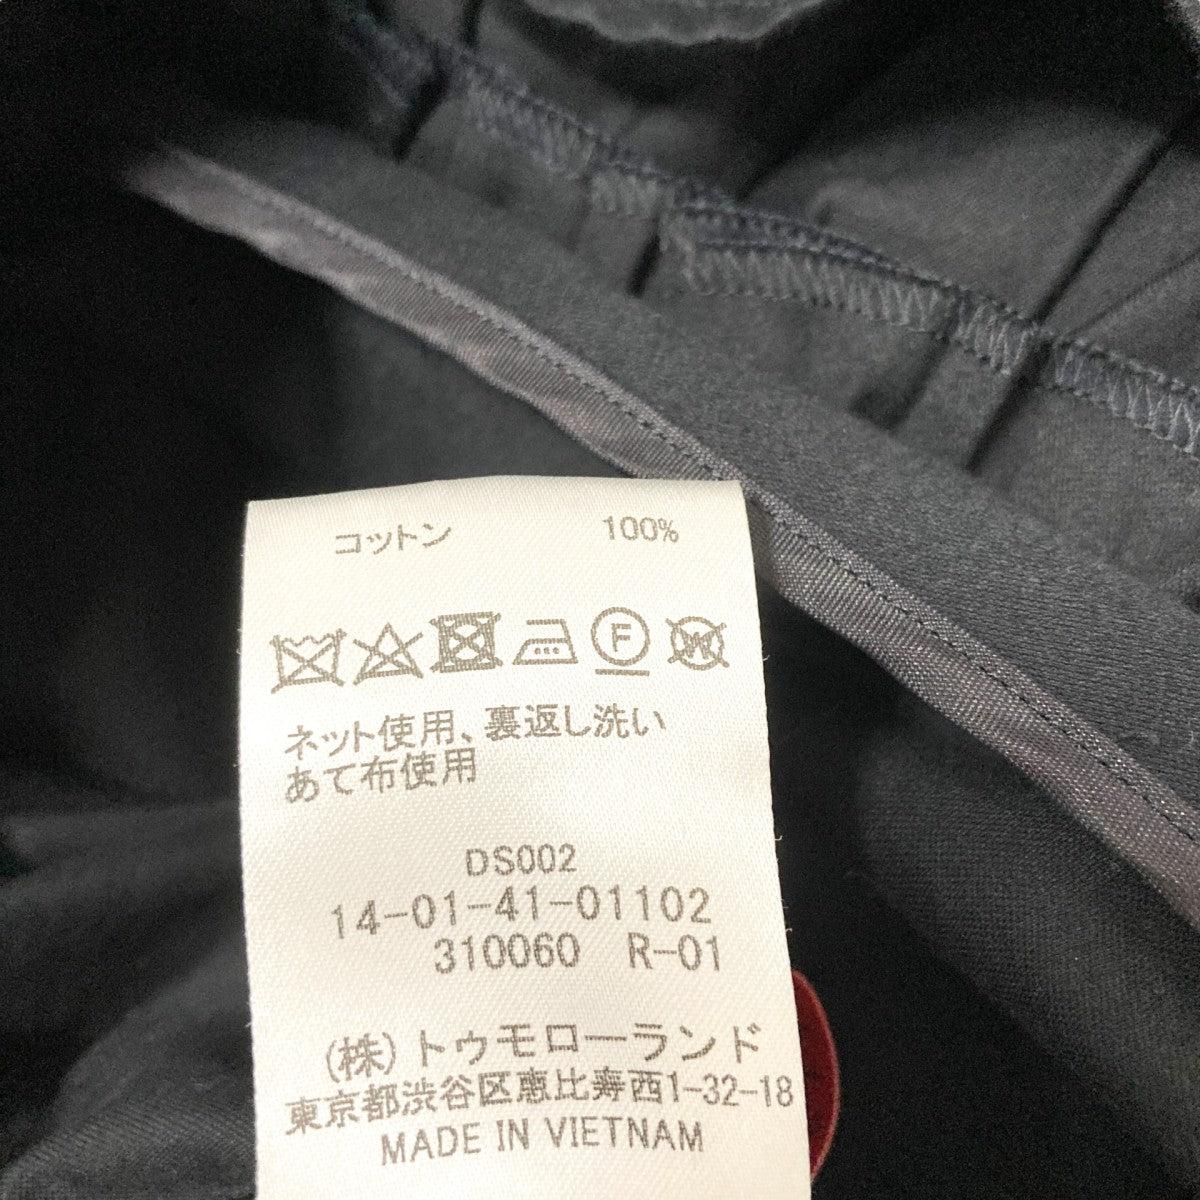 コットン 100%
F W
ネット使用、裏返し洗い
あて布使用
DS002
14-01-41-01102
310060 R-01
(株)トゥモローランド
東京都渋谷区恵比寿西1-32-18
MADE IN VIETNAM